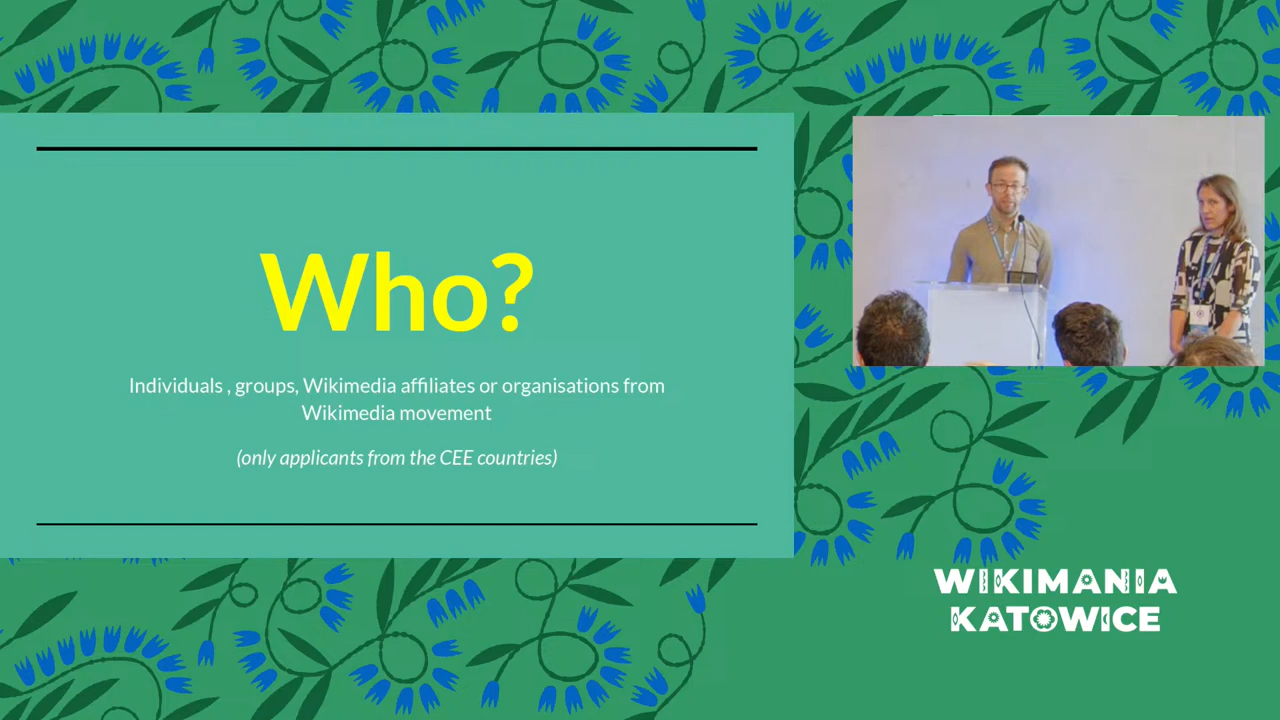 Who?
Individuals , groups, Wikimedia affiliates or organisations from
Wikimedia movement
(only applicants from the CEE countries)
WIKIMANIA
KATOWICE